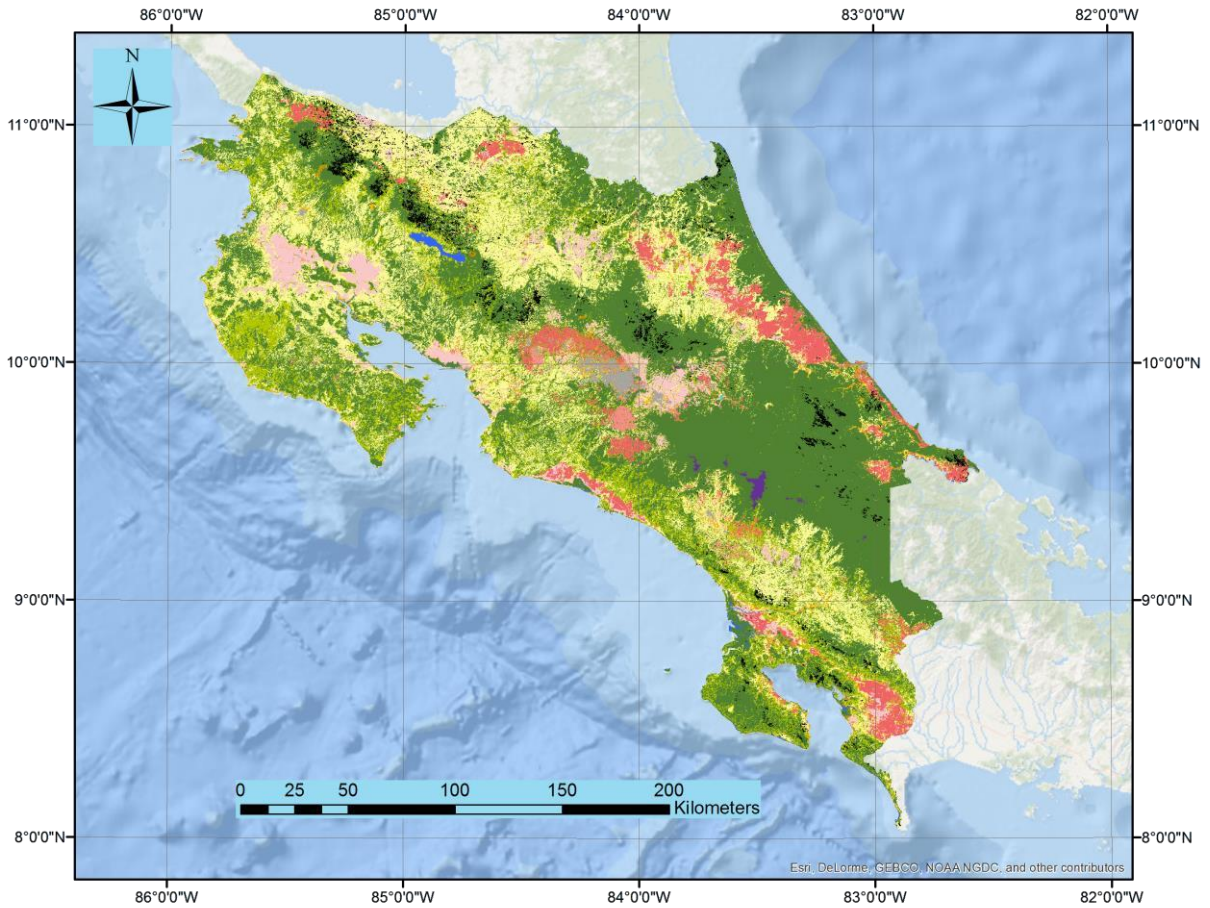 86°0'0"W 85°0'0"W 84°0'0"W 83°0'0"W 82°0'0"W
N
11°0'0"N 11°0'0"N
10°0'0"N 10°0'0"N
9°0'0"N 9°0'0"N
0 25 50 100 150 200
Kilometers
8°0'0"N 8°0'0"N
Esri, DeLorme, GEBCO, NOAA NGDC, and other contributors
86°0'0"W 85°0'0"W 84°0'0"W 83°0'0"W 82°0'0"W